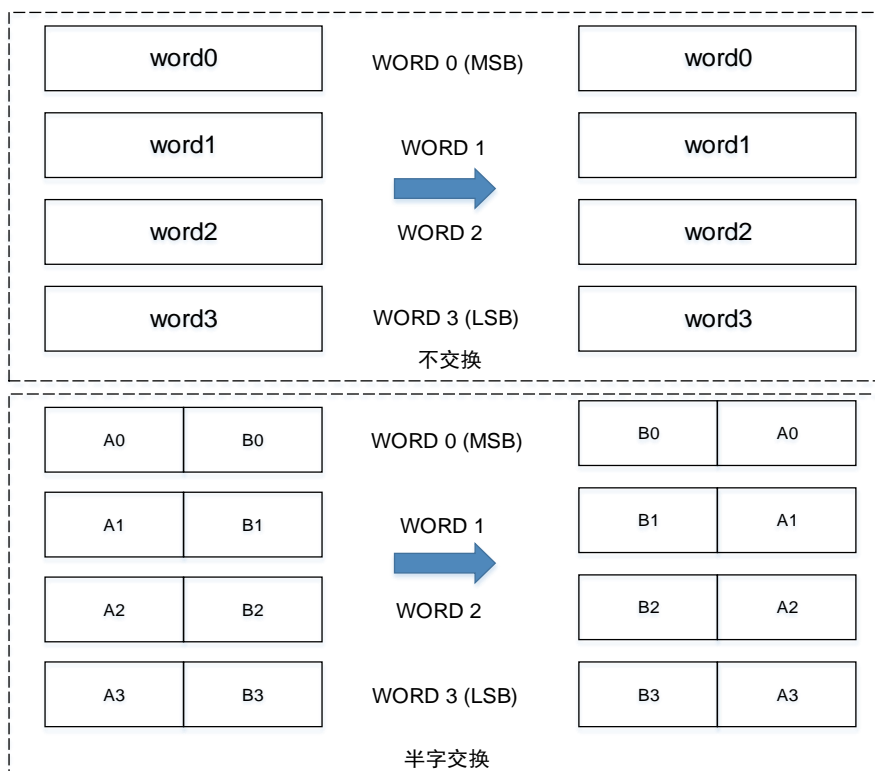 word0 WORD 0 (MSB) word0
word1 WORD 1 word1
word2 WORD 2 word2
word3 WORD 3 (LSB) word3
不交换
A0 B0 WORD 0 (MSB) B0 A0
A1 B1 WORD 1 B1 A1
A2 B2 WORD 2 B2 A2
A3 B3 WORD 3 (LSB) B3 A3
半字交换